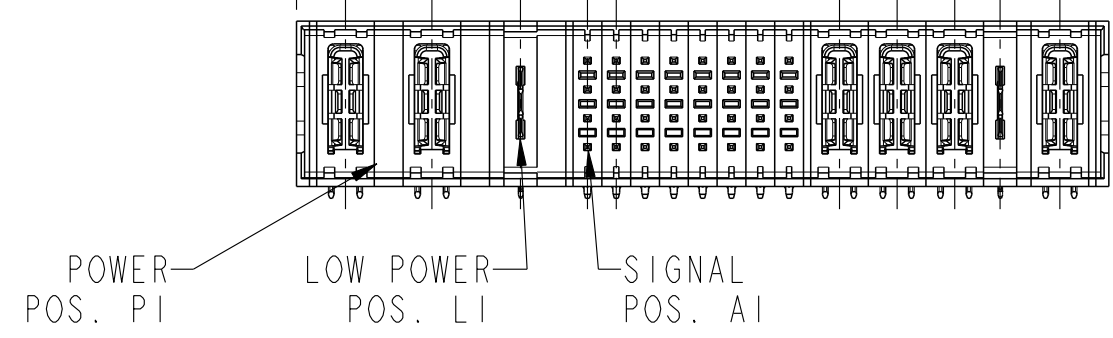 POWER
POS. P1
LOW POWER
POS. L1
SIGNAL
POS. A1